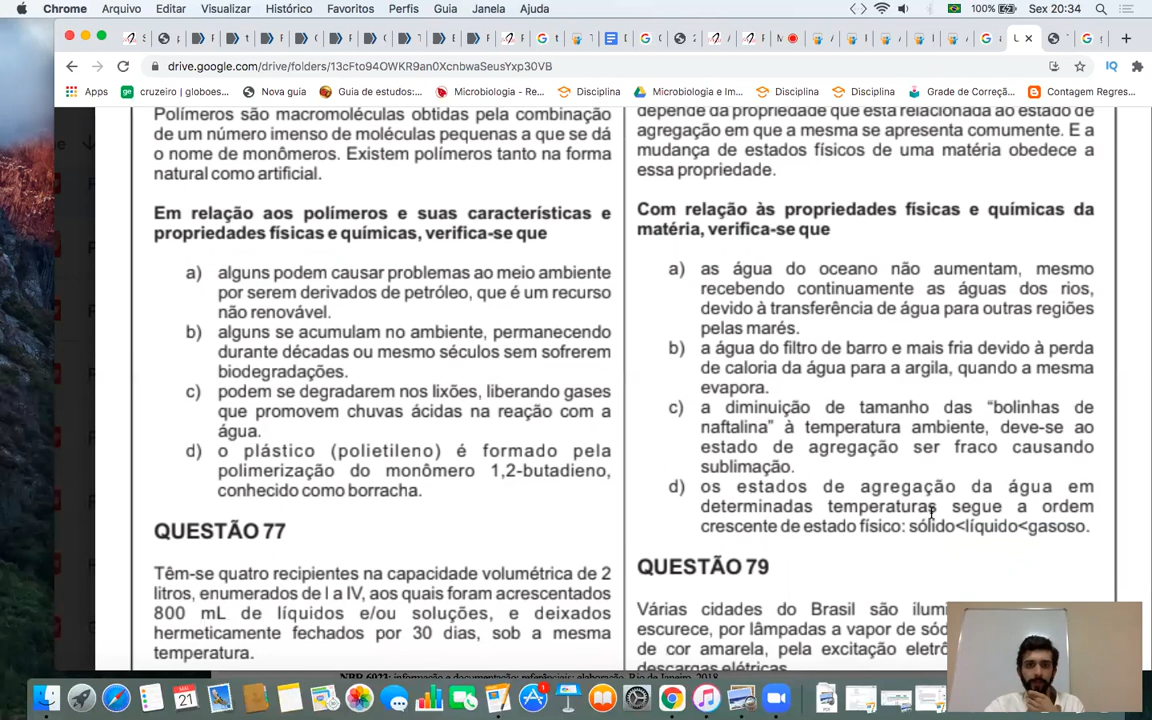 Chrome Arquivo Editar Visualizar Histórico Favoritos Perfis Guia Janela Ajuda 100% Sex 20:34
drive.google.com/drive/folders/13cFto94OWKR9an0XcnbwaSeusYxp30VB
Apps cruzeiro | globoes... Nova guia Guia de estudos:... Microbiologia - Re... Disciplina Microbiologia e Im... Disciplina Disciplina Grade de Correçã... Contagem Regres...
Polímeros são macromoléculas obtidas pela combinação
de um número imenso de moléculas pequenas a que se dá
o nome de monômeros. Existem polímeros tanto na forma
natural como artificial.
Em relação aos polímeros e suas características e
propriedades físicas e químicas, verifica-se que
a) alguns podem causar problemas ao meio ambiente
por serem derivados de petróleo, que é um recurso
não renovável.
b) alguns se acumulam no ambiente, permanecendo
durante décadas ou mesmo séculos sem sofrerem
biodegradações.
c) podem se degradarem nos lixões, liberando gases
que promovem chuvas ácidas na reação com a
água.
d) o plástico (polietileno) é formado pela
polimerização do monômero 1,2-butadieno,
conhecido como borracha.
QUESTÃO 77
Têm-se quatro recipientes na capacidade volumétrica de 2
litros, enumerados de I a IV, aos quais foram acrescentados
800 mL de líquidos e/ou soluções, e deixados
hermeticamente fechados por 30 dias, sob a mesma
temperatura.
depende da propriedade que está relacionada ao estado de
agregação em que a mesma se apresenta comumente. E a
mudança de estados físicos de uma matéria obedece a
essa propriedade.
Com relação às propriedades físicas e químicas da
matéria, verifica-se que
a) as água do oceano não aumentam, mesmo
recebendo continuamente as águas dos rios,
devido à transferência de água para outras regiões
pelas marés.
b) a água do filtro de barro e mais fria devido à perda
de caloria da água para a argila, quando a mesma
evapora.
c) a diminuição de tamanho das “bolinhas de
naftalina” à temperatura ambiente, deve-se ao
estado de agregação ser fraco causando
sublimação.
d) os estados de agregação da água em
determinadas temperaturas segue a ordem
crescente de estado físico: sólido<líquido<gasoso.
QUESTÃO 79
Várias cidades do Brasil são
escurece, por lâmpadas a vapor de
de cor amarela, pela excitação
descargas elétricas
NBR 6023: informação e documentação: referências: elaboração. Rio de Janeiro, 2018